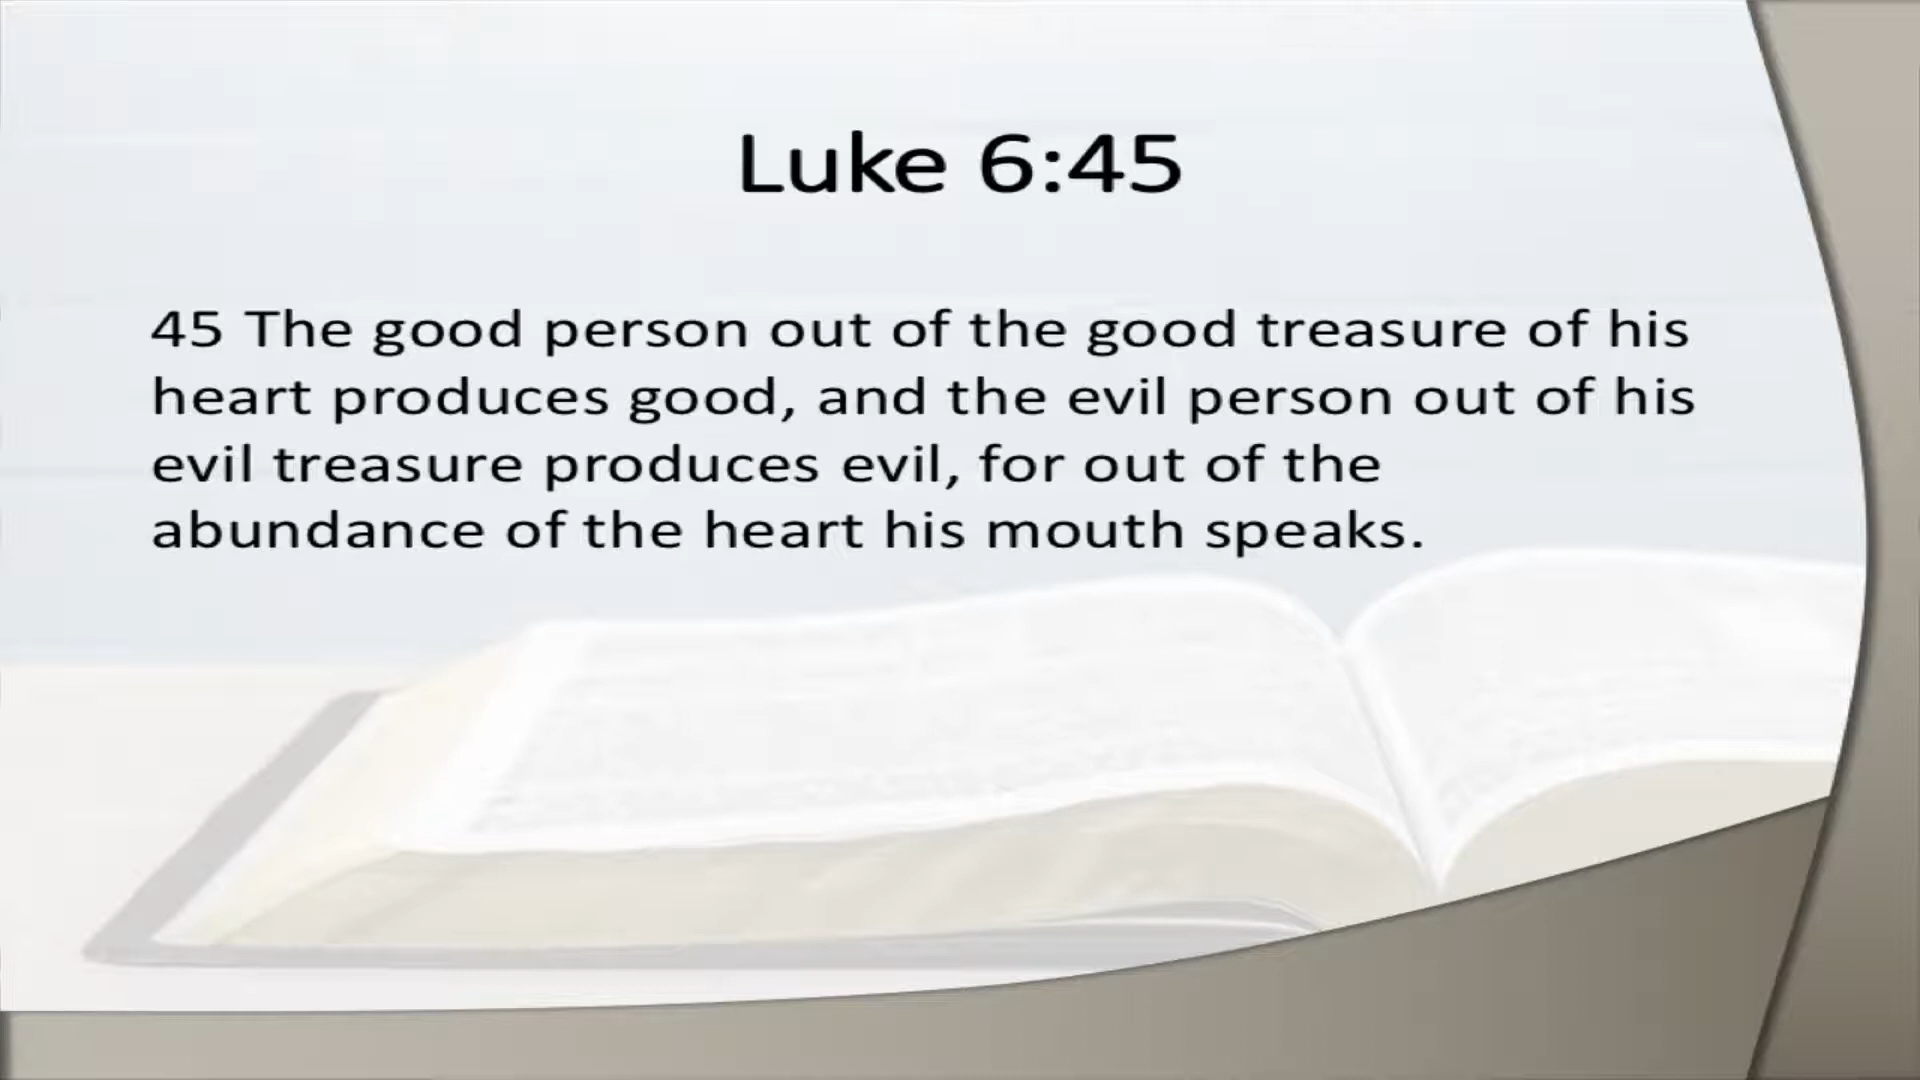 Luke 6:45
45 The good person out of the good treasure of his
heart produces good, and the evil person out of his
evil treasure produces evil, for out of the
abundance of the heart his mouth speaks.